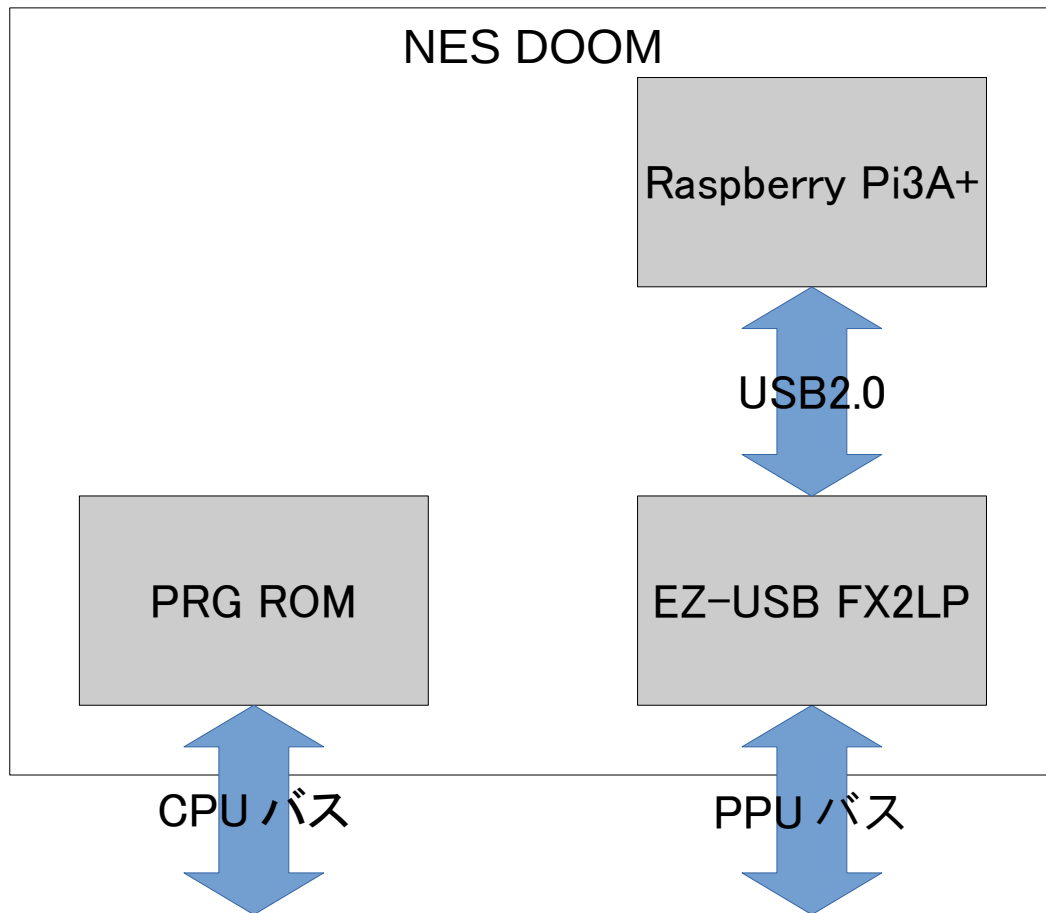 NES DOOM
Raspberry Pi3A+
USB2.0
PRG ROM
EZ-USB FX2LP
CPU バス
PPU バス